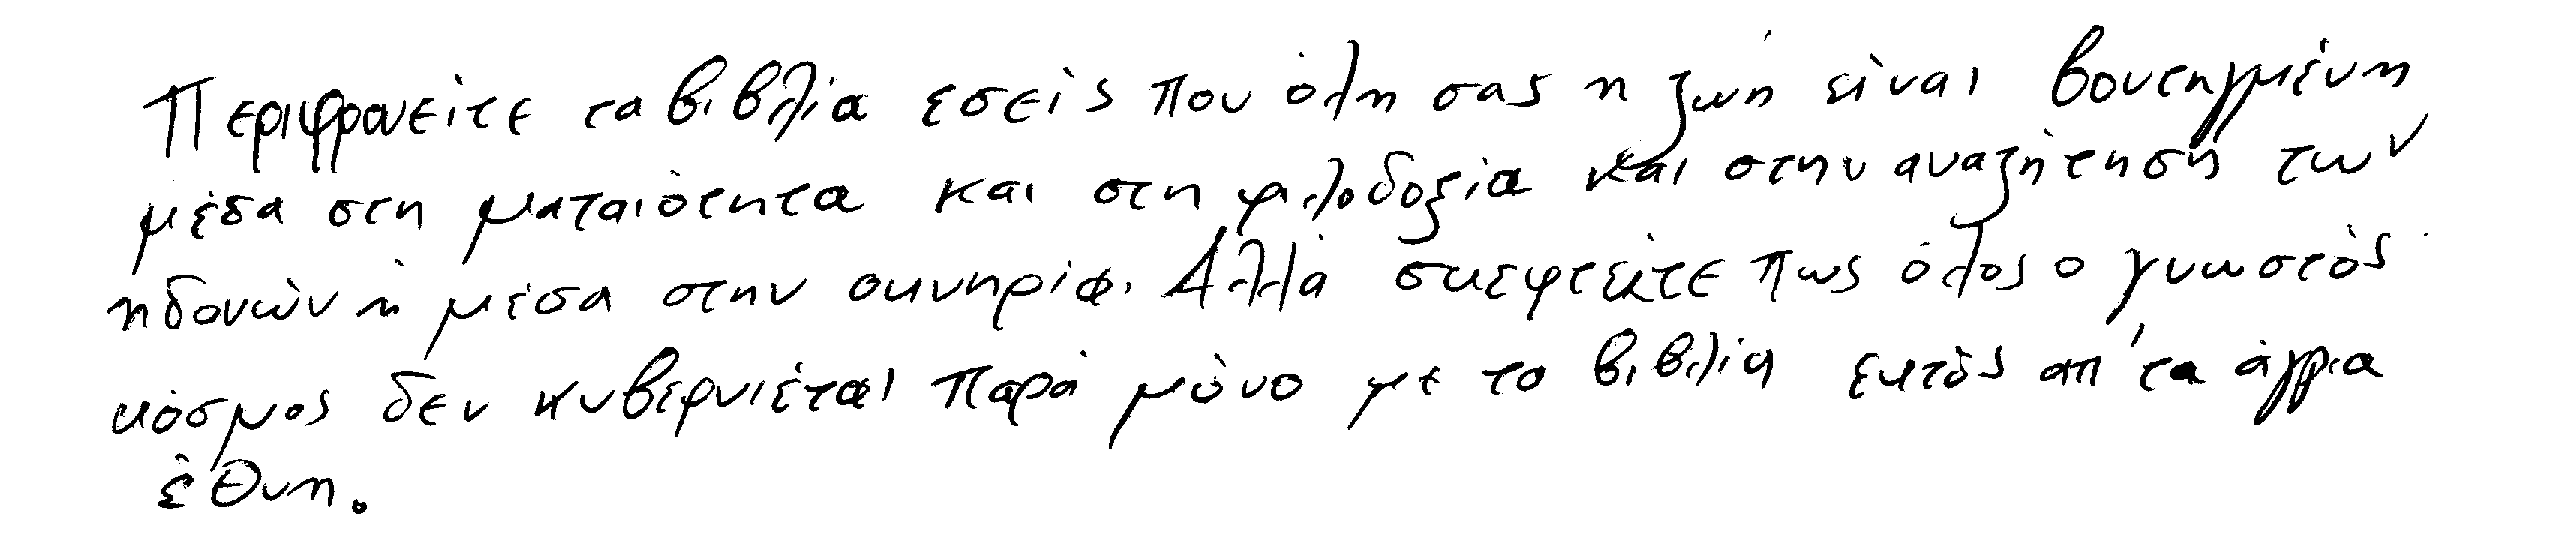 Περιφρονείτε τα βιβλία εσείς που όλη σας η ζωή είναι βουτηγμένη
μέσα στη ματαιότητα και στη φιλοδοξία και στην αναζήτηση των
ηδονών ή μέσα στην οκνηρία. Αλλά σκεφτείτε πως όλος ο γνωστός
κόσμος δεν κυβερνιέται παρά μόνο με τα βιβλία εκτός απ' τα άγρια
έθνη.